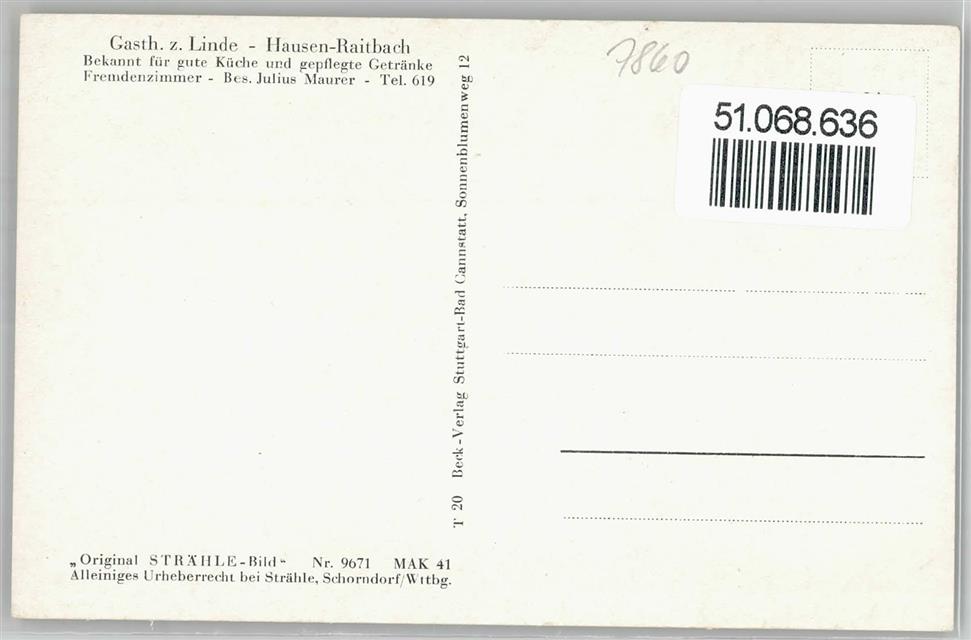 Gasth. z. Linde - Hausen-Raitbach
Bekannt für gute Küche und gepflegte Getränke
Fremdenzimmer - Bes. Julius Maurer - Tel. 619
T 20 Beck-Verlag Stuttgart-Bad Cannstatt, Sonnenblumenweg 12
7860
51.068.636
„Original STRÄHLE-Bild“ Nr. 9671 MAK 41
Alleiniges Urheberrecht bei Strähle, Schorndorf/Wttbg.